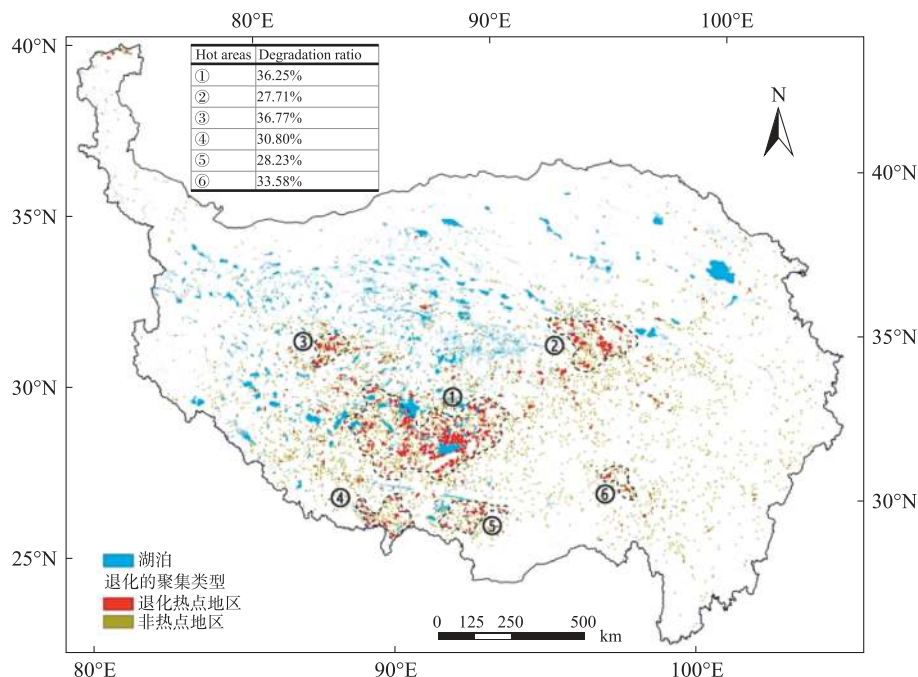 80°E 90°E 100°E
40°N
Hot areas Degradation ratio
① 36.25%
② 27.71%
③ 36.77%
④ 30.80%
⑤ 28.23%
⑥ 33.58%
N
40°N
35°N
③
②
35°N
30°N
①
④
⑤
⑥
30°N
25°N
湖泊
退化的聚集类型
退化热点地区
非热点地区
0 125 250 500
km
80°E 90°E 100°E